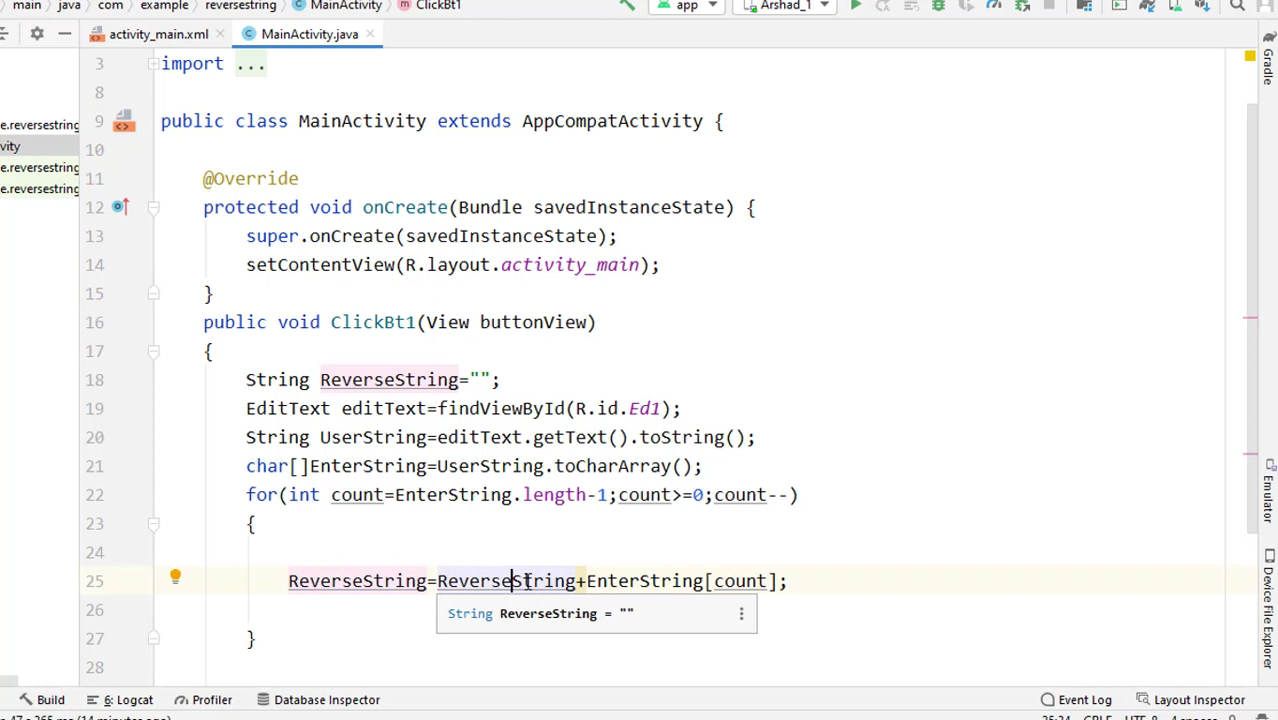 main java com example reversestring MainActivity ClickBt1 app Arshad_1
activity_main.xml MainActivity.java
3 import ...
8
9 public class MainActivity extends AppCompatActivity {
10
11 @Override
12 protected void onCreate(Bundle savedInstanceState) {
13 super.onCreate(savedInstanceState);
14 setContentView(R.layout.activity_main);
15 }
16 public void ClickBt1(View buttonView)
17 {
18 String ReverseString="";
19 EditText editText=findViewById(R.id.Ed1);
20 String UserString=editText.getText().toString();
21 char[]EnterString=UserString.toCharArray();
22 for(int count=EnterString.length-1;count>=0;count--)
23 {
24
25 ReverseString=ReverseString+EnterString[count];
26 String ReverseString = ""
27 }
28
e.reversestring
vity
e.reversestring
e.reversestring
Gradle
Emulator
Device File Explorer
Build 6: Logcat Profiler Database Inspector Event Log Layout Inspector